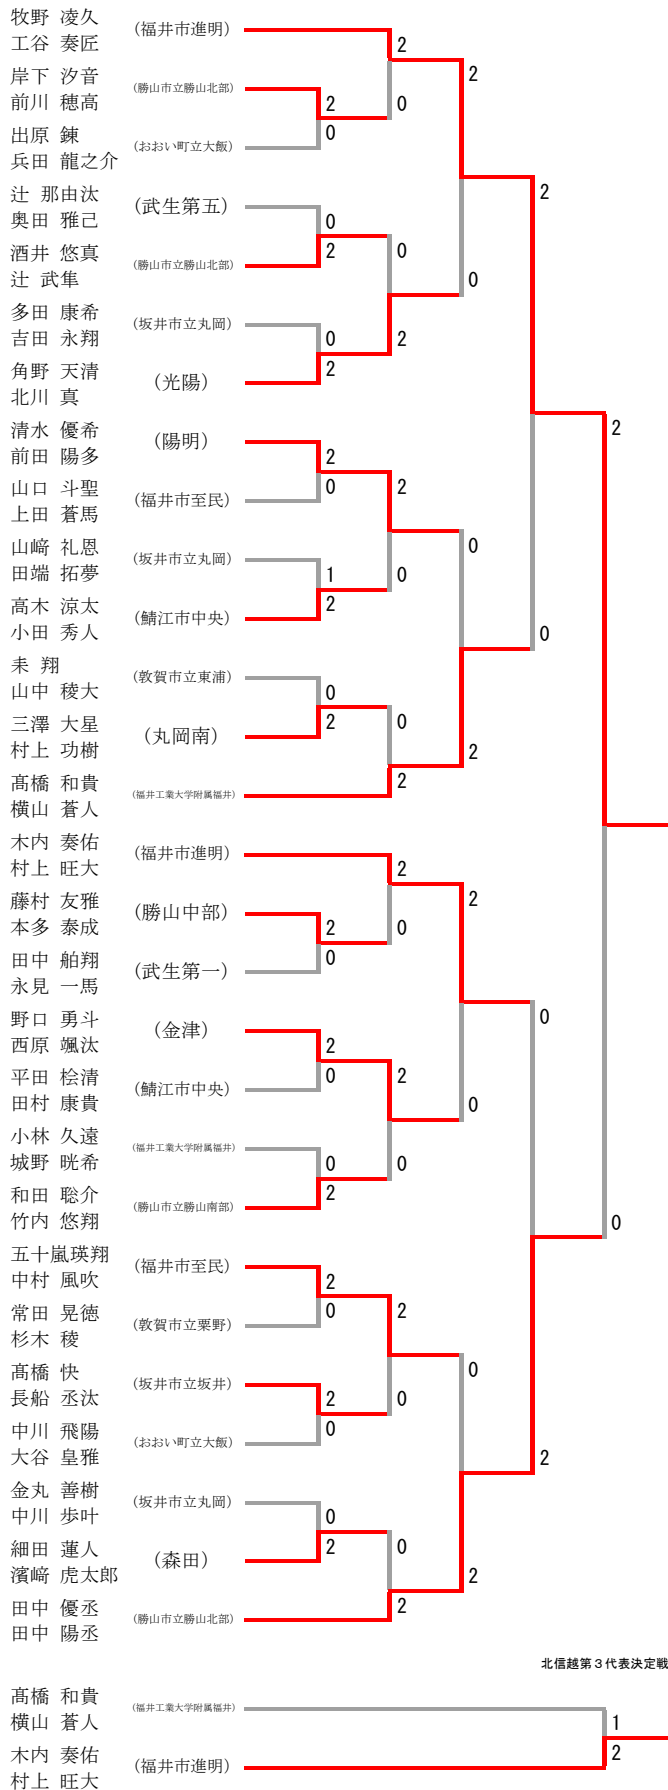 牧野 凌久
工谷 奏匠
(福井市進明)
2
岸下 汐音
前川 穂高
(勝山市立勝山北部)
2
0
2
出原 錬
兵田 龍之介
(おおい町立大飯)
0
辻 那由汰
奥田 雅己
(武生第五)
0
2
酒井 悠真
辻 武隼
(勝山市立勝山北部)
2
0
0
多田 康希
吉田 永翔
(坂井市立丸岡)
0
2
角野 天清
北川 真
(光陽)
2
清水 優希
前田 陽多
(陽明)
2
2
山口 斗聖
上田 蒼馬
(福井市至民)
0
2
山﨑 礼恩
田端 拓夢
(坂井市立丸岡)
1
0
0
高木 涼太
小田 秀人
(鯖江市中央)
2
0
耒 翔
山中 稜大
(敦賀市立東浦)
0
三澤 大星
村上 功樹
(丸岡南)
2
0
2
髙橋 和貴
横山 蒼人
(福井工業大学附属福井)
2
木内 奏佑
村上 旺大
(福井市進明)
2
藤村 友雅
本多 泰成
(勝山中部)
2
0
2
田中 舶翔
永見 一馬
(武生第一)
0
野口 勇斗
西原 颯汰
(金津)
2
0
平田 桧清
田村 康貴
(鯖江市中央)
0
2
0
小林 久遠
城野 晄希
(福井工業大学附属福井)
0
0
和田 聡介
竹内 悠翔
(勝山市立勝山南部)
2
0
五十嵐瑛翔
中村 風吹
(福井市至民)
2
常田 晃徳
杉木 稜
(敦賀市立粟野)
0
2
髙橋 快
長船 丞汰
(坂井市立坂井)
2
0
0
中川 飛陽
大谷 皇雅
(おおい町立大飯)
0
2
金丸 善樹
中川 歩叶
(坂井市立丸岡)
0
細田 蓮人
濱﨑 虎太郎
(森田)
2
0
2
田中 優丞
田中 陽丞
(勝山市立勝山北部)
2
北信越第3代表決定戦
髙橋 和貴
横山 蒼人
(福井工業大学附属福井)
1
木内 奏佑
村上 旺大
(福井市進明)
2